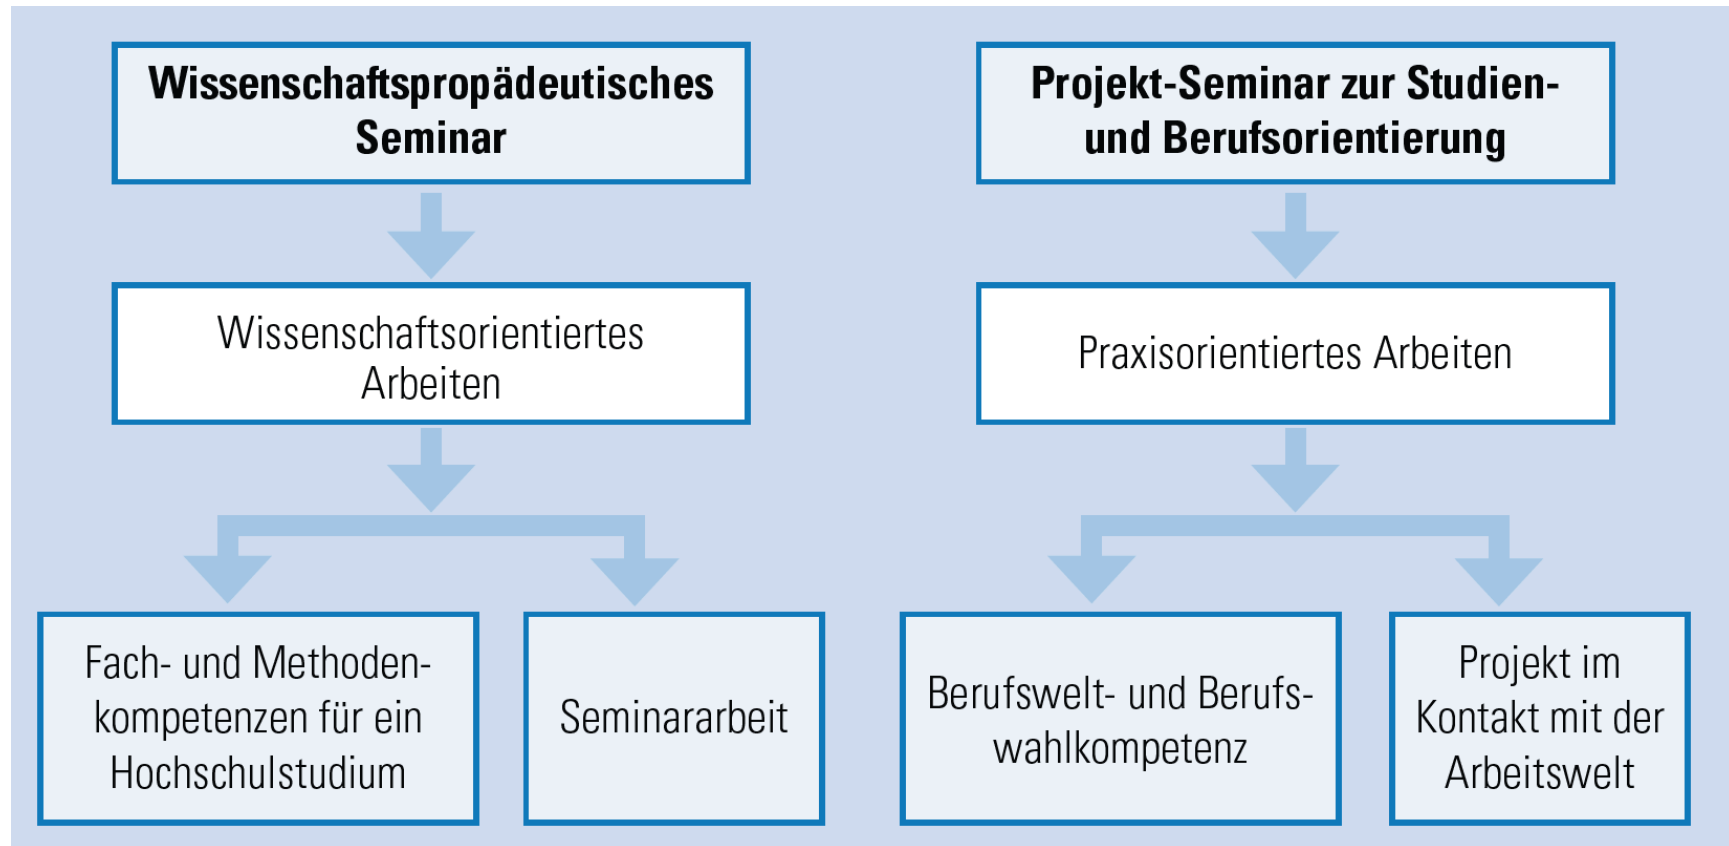 Wissenschaftspropädeutisches
Seminar
Projekt-Seminar zur Studien-
und Berufsorientierung
Wissenschaftsorientiertes
Arbeiten
Praxisorientiertes Arbeiten
Fach- und Methoden-
kompetenzen für ein
Hochschulstudium
Seminararbeit
Berufswelt- und Berufs-
wahlkompetenz
Projekt im
Kontakt mit der
Arbeitswelt